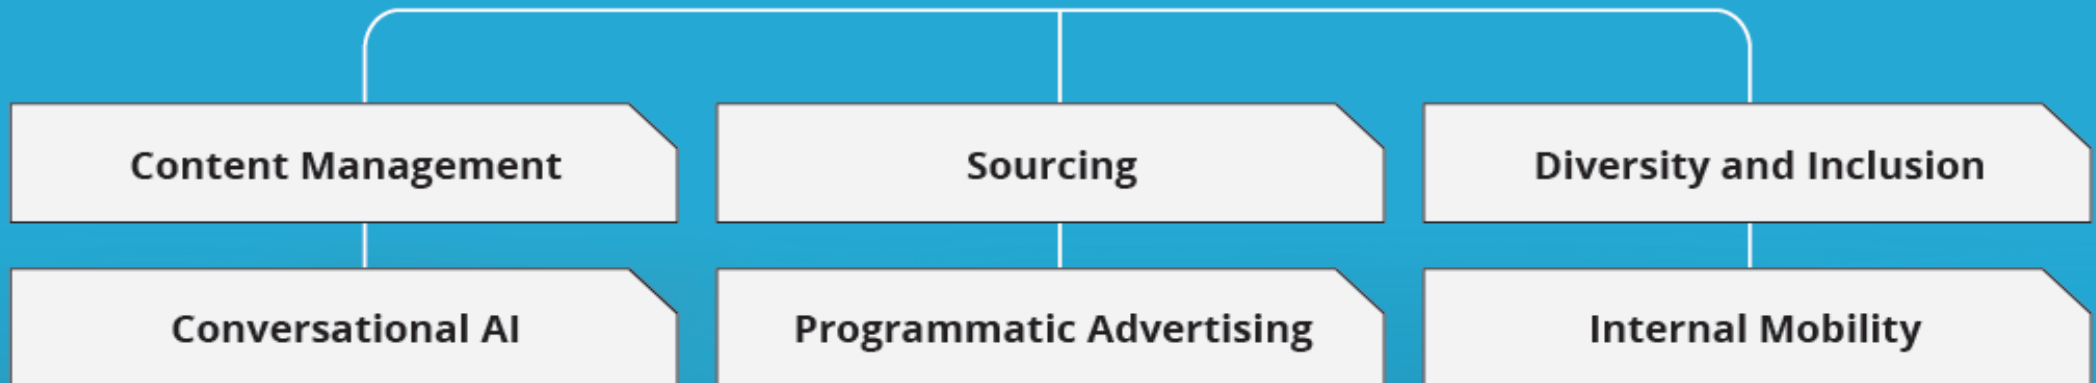 Content Management
Sourcing
Diversity and Inclusion
Conversational AI
Programmatic Advertising
Internal Mobility